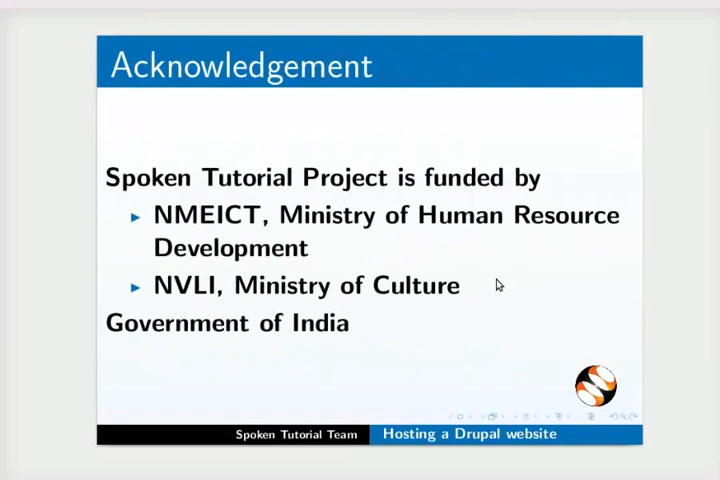 Acknowledgement
Spoken Tutorial Project is funded by
NMEICT, Ministry of Human Resource
Development
NVLI, Ministry of Culture
Government of India
Spoken Tutorial Team Hosting a Drupal website